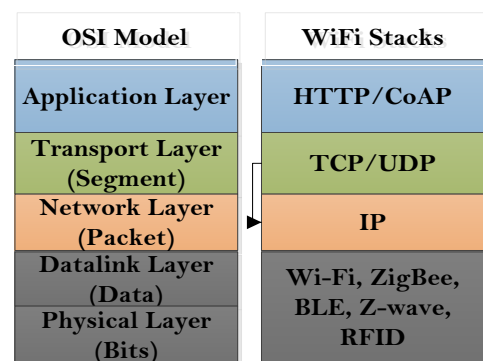 OSI Model
Application Layer
Transport Layer
(Segment)
Network Layer
(Packet)
Datalink Layer
(Data)
Physical Layer
(Bits)
WiFi Stacks
HTTP/CoAP
TCP/UDP
IP
Wi-Fi, ZigBee,
BLE, Z-wave,
RFID